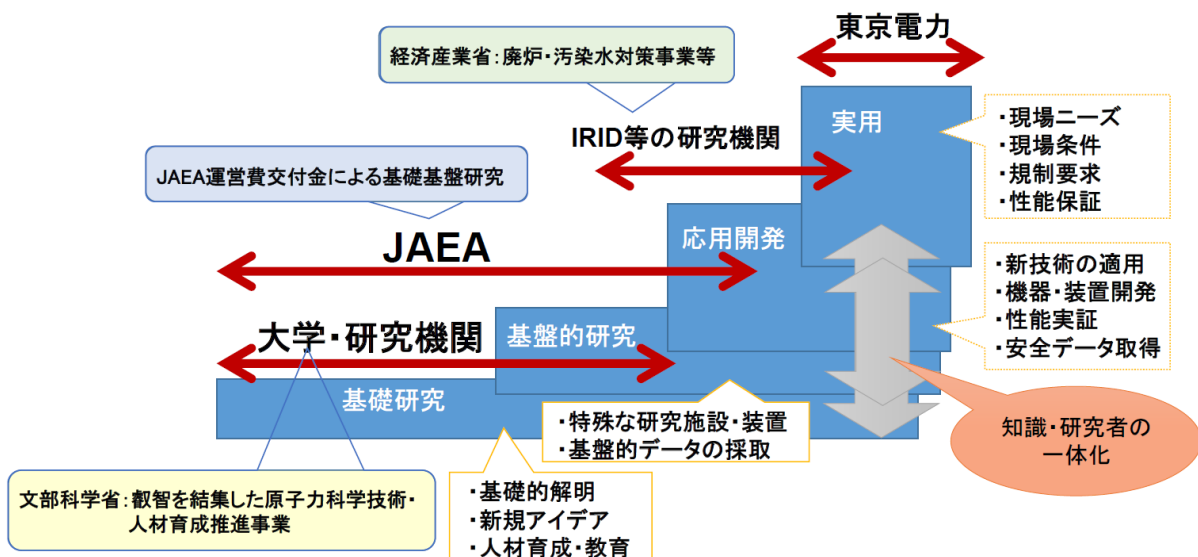 東京電力
経済産業省：廃炉・汚染水対策事業等
実用
・現場ニーズ
・現場条件
・規制要求
・性能保証
IRID等の研究機関
JAEA運営費交付金による基礎基盤研究
応用開発
JAEA
・新技術の適用
・機器・装置開発
・性能実証
・安全データ取得
大学・研究機関
基盤的研究
基礎研究
・特殊な研究施設・装置
・基盤的データの採取
知識・研究者の
一体化
文部科学省：叡智を結集した原子力科学技術・
人材育成推進事業
・基礎的解明
・新規アイデア
・人材育成・教育